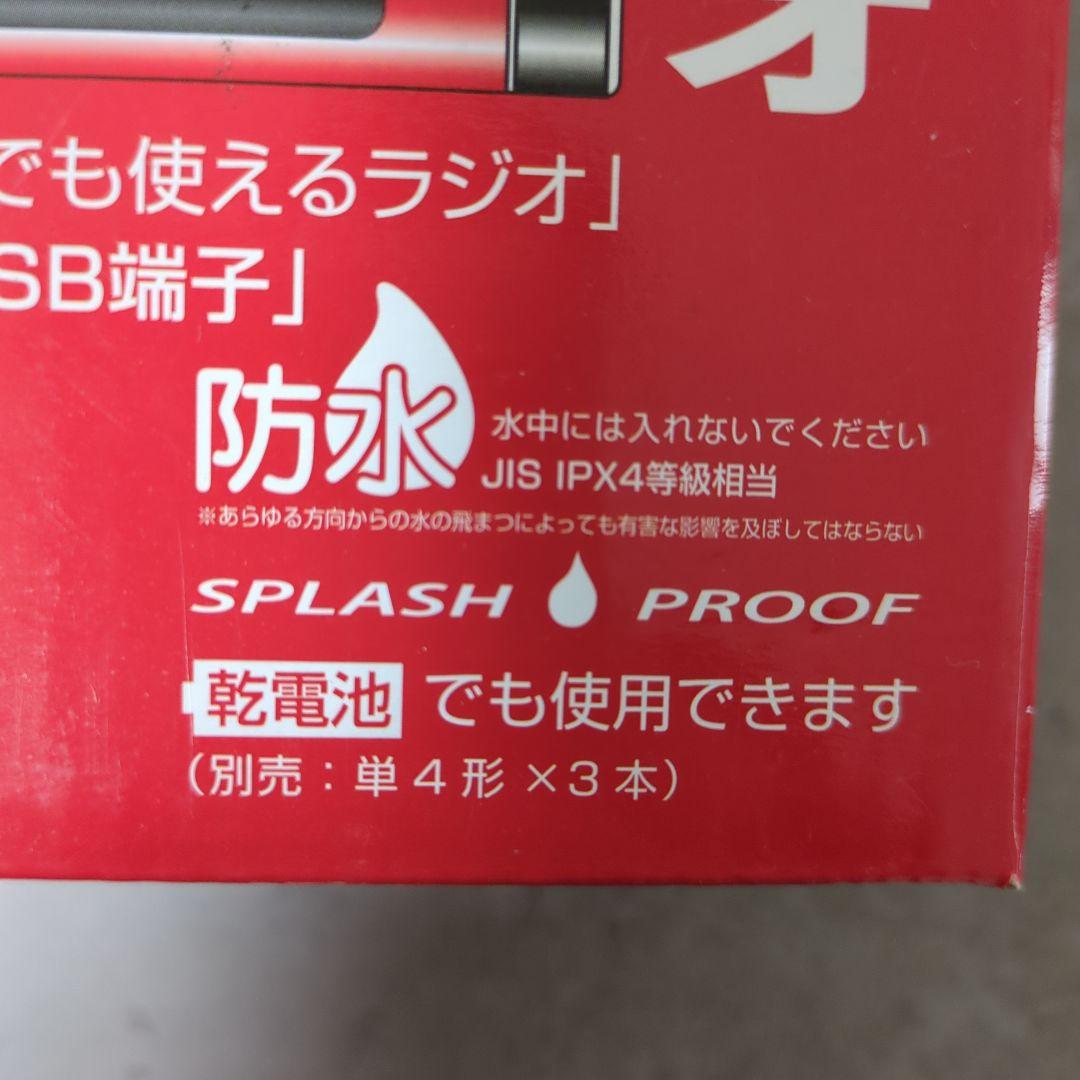 オ
でも使えるラジオ」
SB端子」
防水
水中には入れないでください
JIS IPX4等級相当
※あらゆる方向からの水の飛まつによっても有害な影響を及ぼしてはならない
SPLASH PROOF
乾電池 でも使用できます
（別売：単4形×3本）